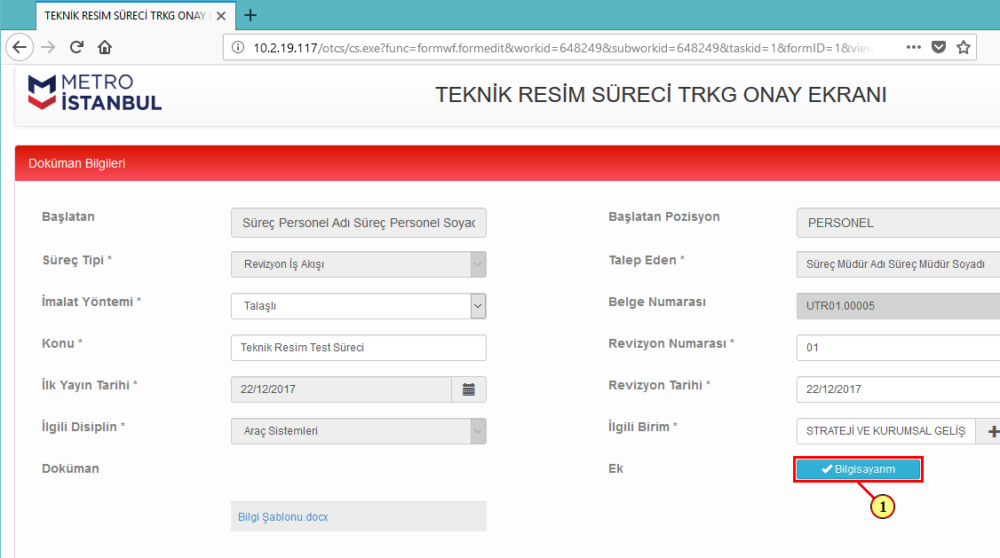 TEKNİK RESİM SÜRECİ TRKG ONAY
10.2.19.117/otcs/cs.exe?func=formwf.formedit&workid=648249&subworkid=648249&taskid=1&formID=1&view
METRO
İSTANBUL
TEKNİK RESİM SÜRECİ TRKG ONAY EKRANI
Doküman Bilgileri
Başlatan
Süreç Personel Adı Süreç Personel Soyad
Başlatan Pozisyon
PERSONEL
Süreç Tipi *
Revizyon İş Akışı
Talep Eden *
Süreç Müdür Adı Süreç Müdür Soyadı
İmalat Yöntemi *
Talaşlı
Belge Numarası
UTR01.00005
Konu *
Teknik Resim Test Süreci
Revizyon Numarası *
01
İlk Yayın Tarihi *
22/12/2017
Revizyon Tarihi *
22/12/2017
İlgili Disiplin *
Araç Sistemleri
İlgili Birim *
STRATEJİ VE KURUMSAL GELİŞ
Doküman
Ek
Bilgisayarım
1
Bilgi Şablonu.docx